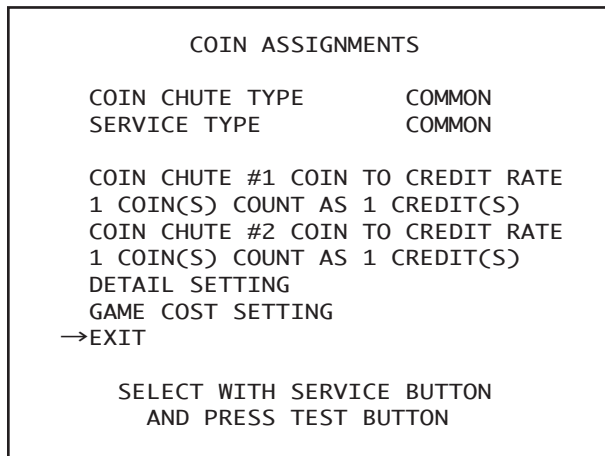 COIN ASSIGNMENTS
COIN CHUTE TYPE COMMON
SERVICE TYPE COMMON
COIN CHUTE #1 COIN TO CREDIT RATE
1 COIN(S) COUNT AS 1 CREDIT(S)
COIN CHUTE #2 COIN TO CREDIT RATE
1 COIN(S) COUNT AS 1 CREDIT(S)
DETAIL SETTING
GAME COST SETTING
→EXIT
SELECT WITH SERVICE BUTTON
AND PRESS TEST BUTTON